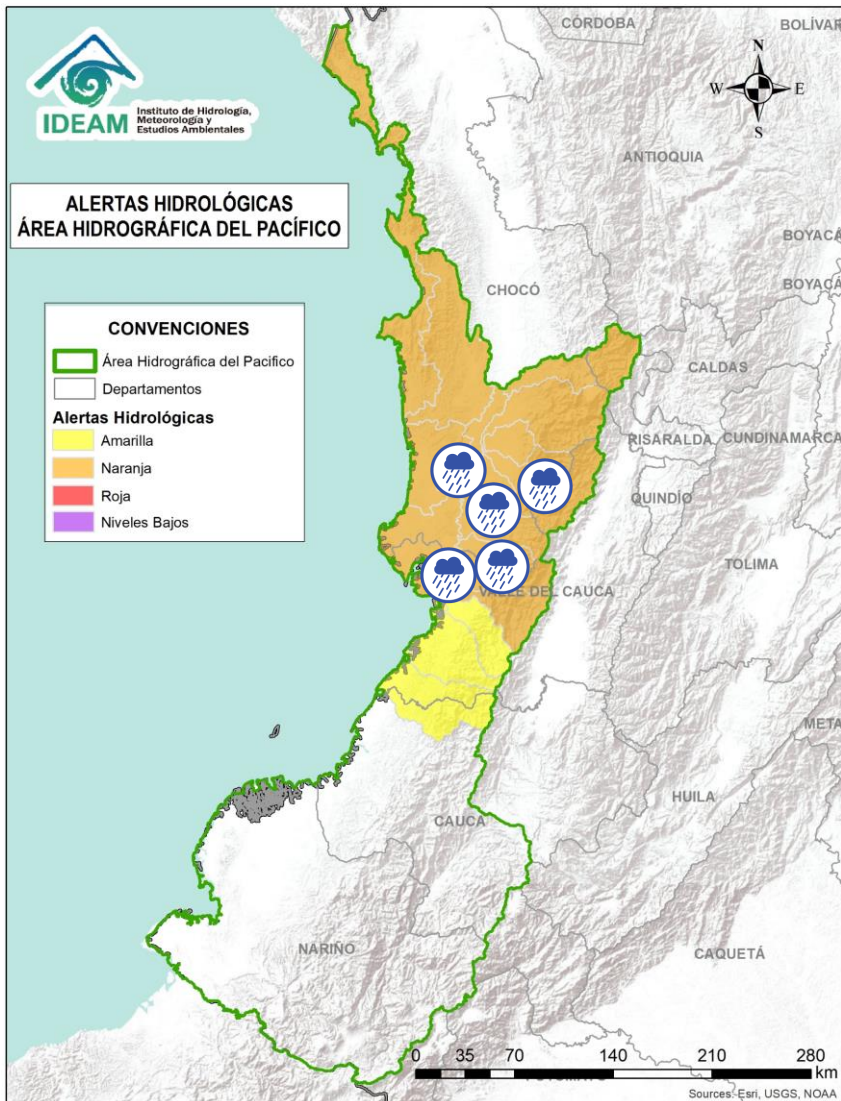 CÓRDOBA
BOLÍVAR
IDEAM
Instituto de Hidrología,
Meteorología y
Estudios Ambientales
N
W
E
S
ANTIOQUIA
ALERTAS HIDROLÓGICAS
ÁREA HIDROGRÁFICA DEL PACÍFICO
BOYACÁ
BOYACÁ
CHOCÓ
CONVENCIONES
Área Hidrográfica del Pacifico
Departamentos
Alertas Hidrológicas
Amarilla
Naranja
Roja
Niveles Bajos
CALDAS
RISARALDA
CUNDINAMARCA
QUINDÍO
TOLIMA
VALLE DEL CAUCA
META
HUILA
CAUCA
NARIÑO
CAQUETÁ
0 35 70 140 210 280
km
Sources: Esri, USGS, NOAA